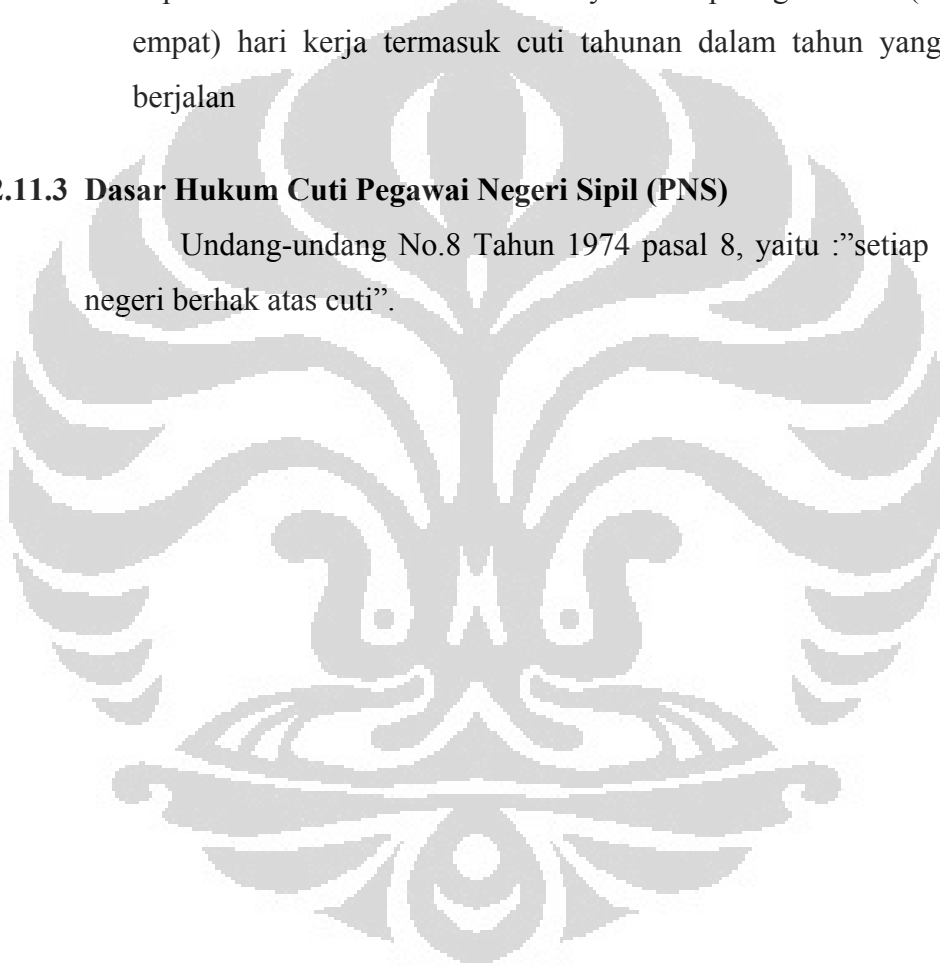 empat) hari kerja termasuk cuti tahunan dalam tahun yang
berjalan
2.11.3 Dasar Hukum Cuti Pegawai Negeri Sipil (PNS)
Undang-undang No.8 Tahun 1974 pasal 8, yaitu :”setiap
negeri berhak atas cuti”.